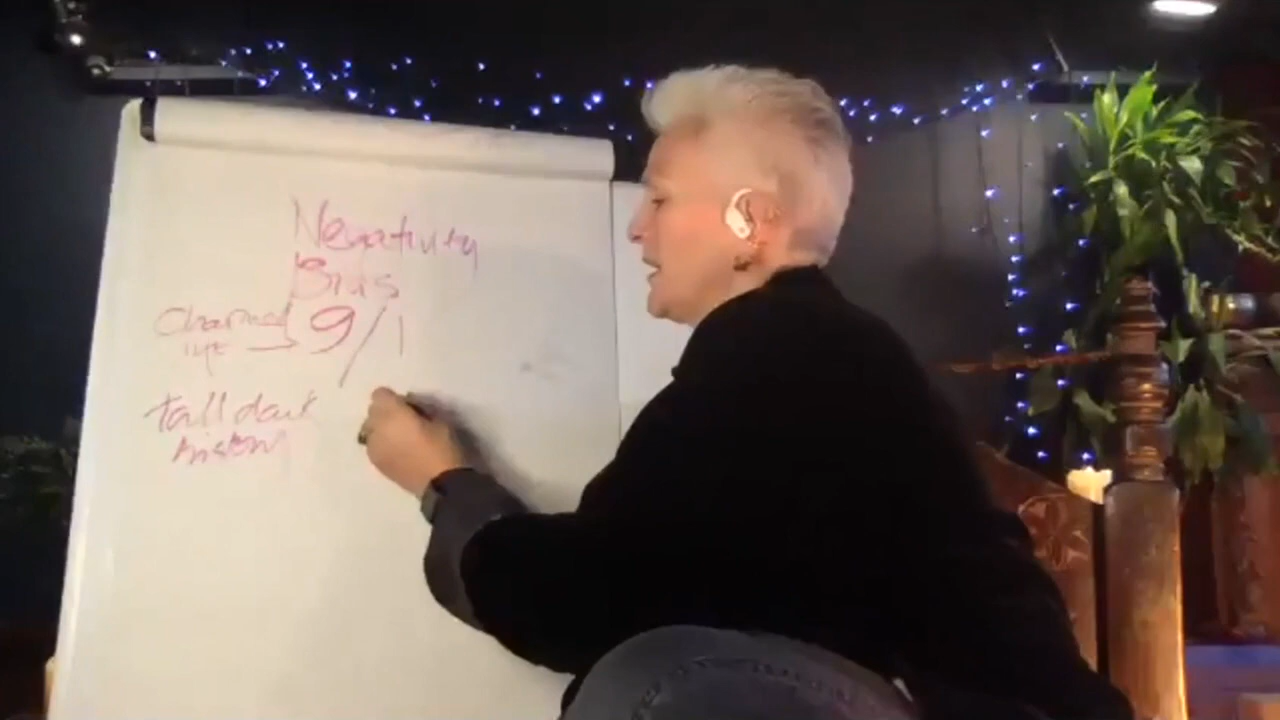 Negativity
Bias
Charmed
life 9/1
tall dark
history